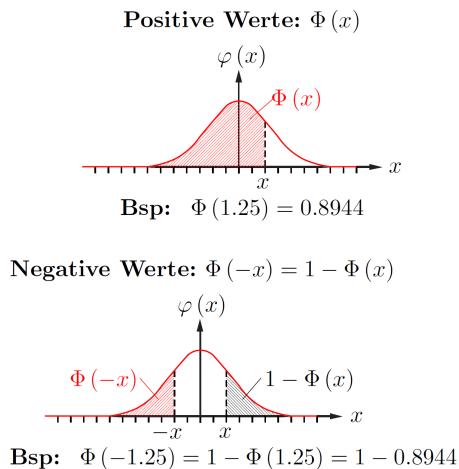 Positive Werte: Φ(x)
φ(x)
Φ(x)
x
x
Bsp: Φ(1.25) = 0.8944
Negative Werte: Φ(−x) = 1 − Φ(x)
φ(x)
Φ(−x)
1 − Φ(x)
x
−x
x
Bsp: Φ(−1.25) = 1 − Φ(1.25) = 1 − 0.8944